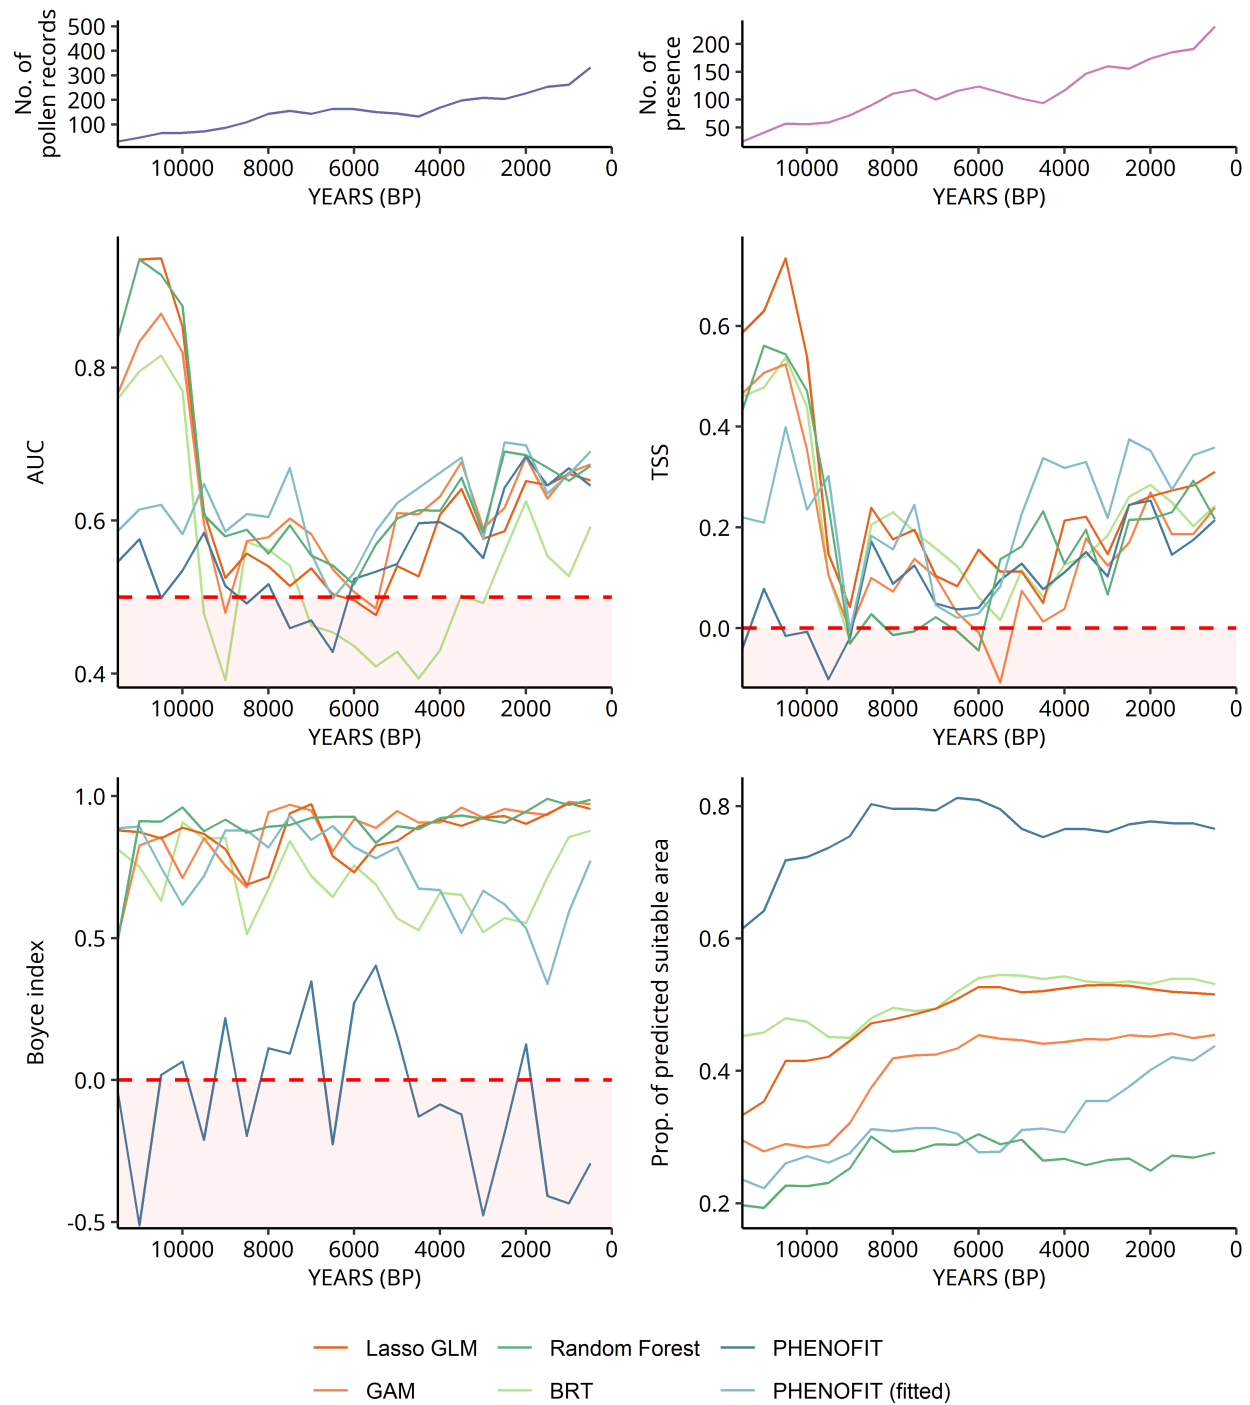 No. of
pollen records
500
400
300
200
100
10000 8000 6000 4000 2000 0
YEARS (BP)
No. of
presence
200
150
100
50
10000 8000 6000 4000 2000 0
YEARS (BP)
AUC
0.8
0.6
0.4
10000 8000 6000 4000 2000 0
YEARS (BP)
TSS
0.6
0.4
0.2
0.0
10000 8000 6000 4000 2000 0
YEARS (BP)
Boyce index
1.0
0.5
0.0
-0.5
10000 8000 6000 4000 2000 0
YEARS (BP)
Prop. of predicted suitable area
0.8
0.6
0.4
0.2
10000 8000 6000 4000 2000 0
YEARS (BP)
Lasso GLM Random Forest PHENOFIT
GAM BRT PHENOFIT (fitted)